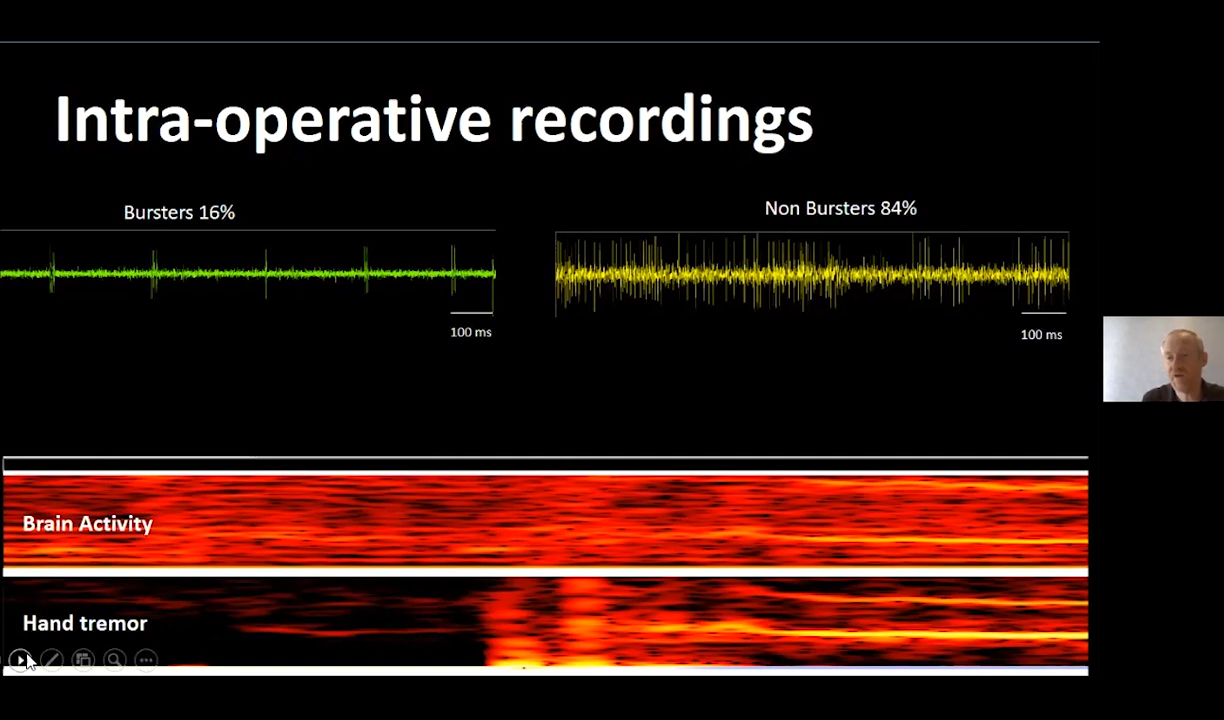 Intra-operative recordings
Bursters 16%
Non Bursters 84%
100 ms
100 ms
Brain Activity
Hand tremor